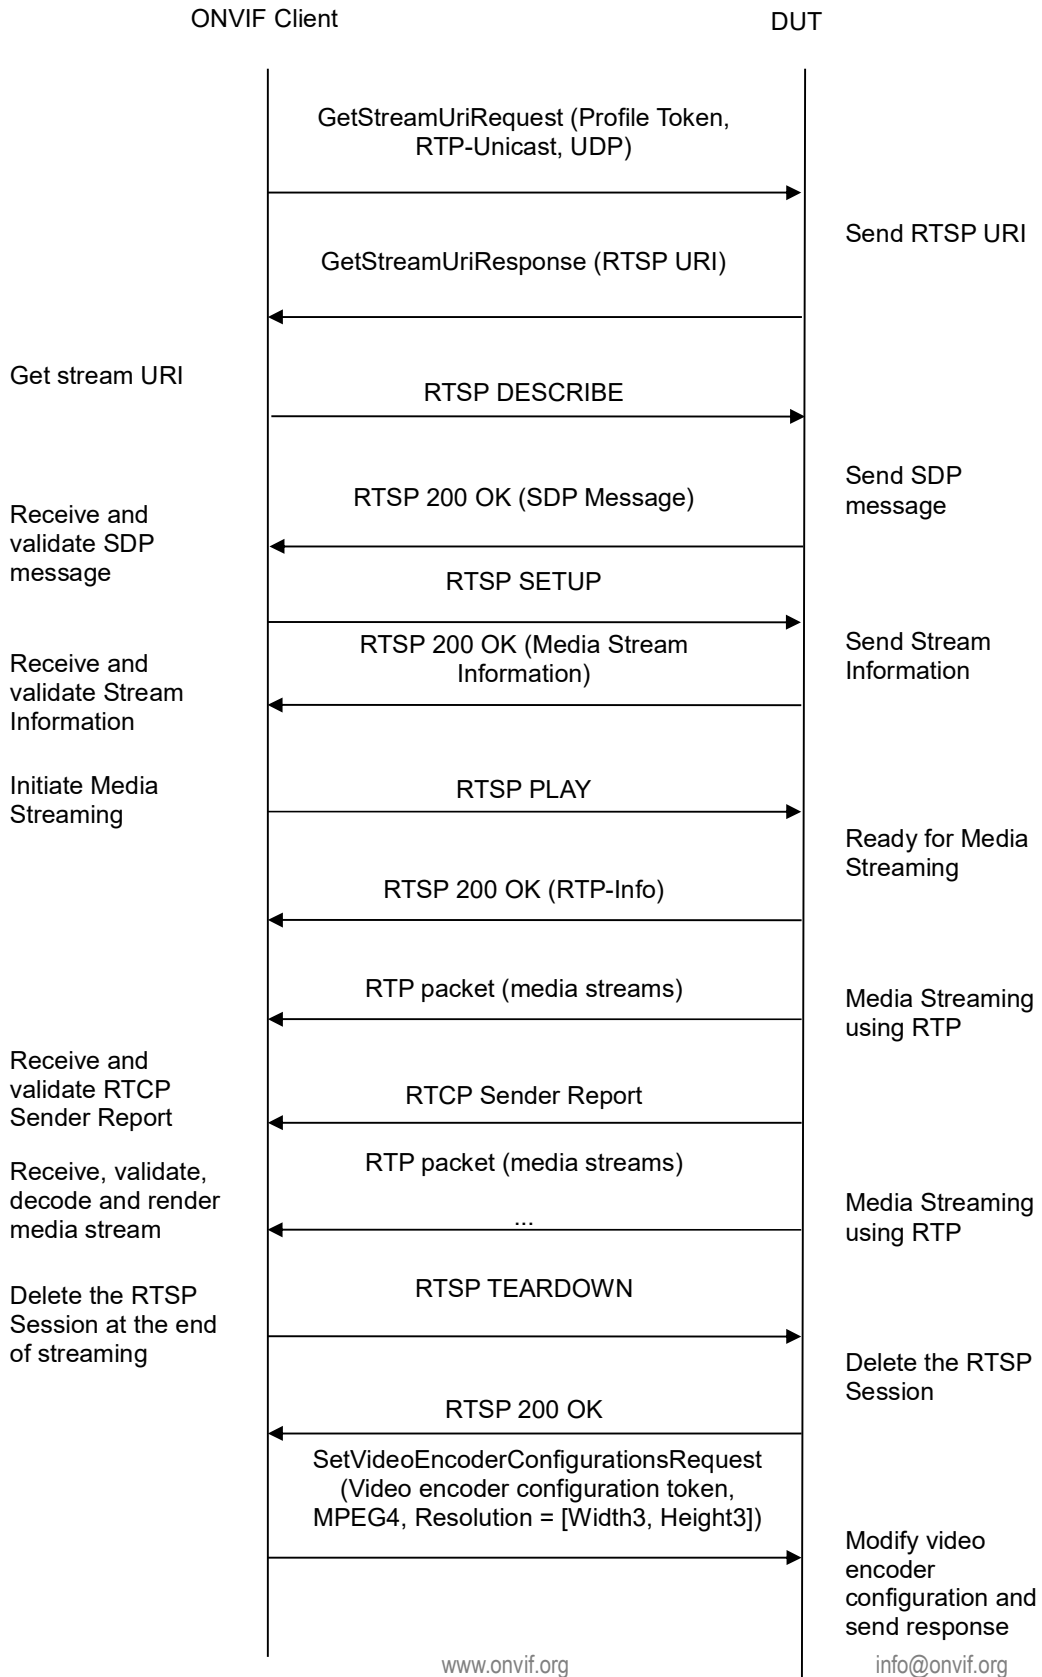 ONVIF Client
DUT
GetStreamUriRequest (Profile Token,
RTP-Unicast, UDP)
Send RTSP URI
GetStreamUriResponse (RTSP URI)
Get stream URI
RTSP DESCRIBE
Send SDP
message
RTSP 200 OK (SDP Message)
Receive and
validate SDP
message
RTSP SETUP
Send Stream
Information
RTSP 200 OK (Media Stream
Information)
Receive and
validate Stream
Information
Initiate Media
Streaming
RTSP PLAY
Ready for Media
Streaming
RTSP 200 OK (RTP-Info)
RTP packet (media streams)
Media Streaming
using RTP
Receive and
validate RTCP
Sender Report
RTCP Sender Report
RTP packet (media streams)
Receive, validate,
decode and render
media stream
...
Media Streaming
using RTP
RTSP TEARDOWN
Delete the RTSP
Session at the end
of streaming
Delete the RTSP
Session
RTSP 200 OK
SetVideoEncoderConfigurationsRequest
(Video encoder configuration token,
MPEG4, Resolution = [Width3, Height3])
Modify video
encoder
configuration and
send response
www.onvif.org
info@onvif.org